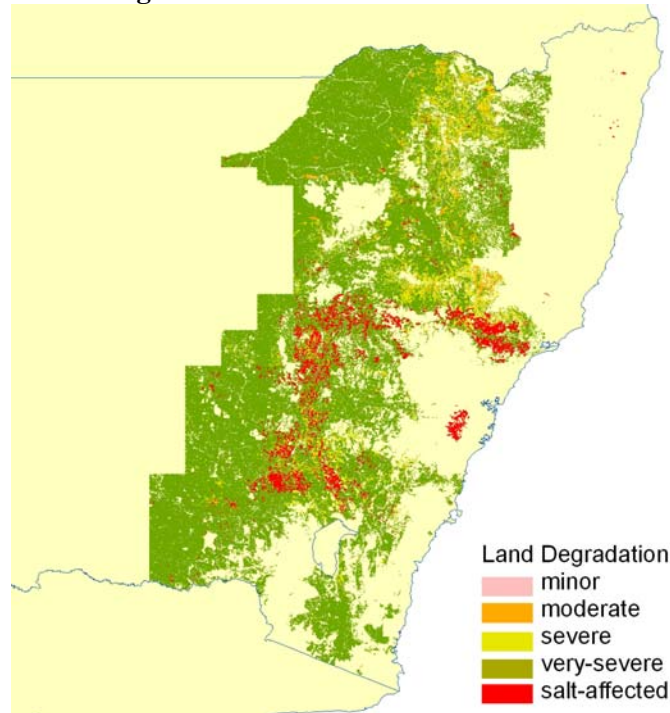 Land Degradation
minor
moderate
severe
very-severe
salt-affected